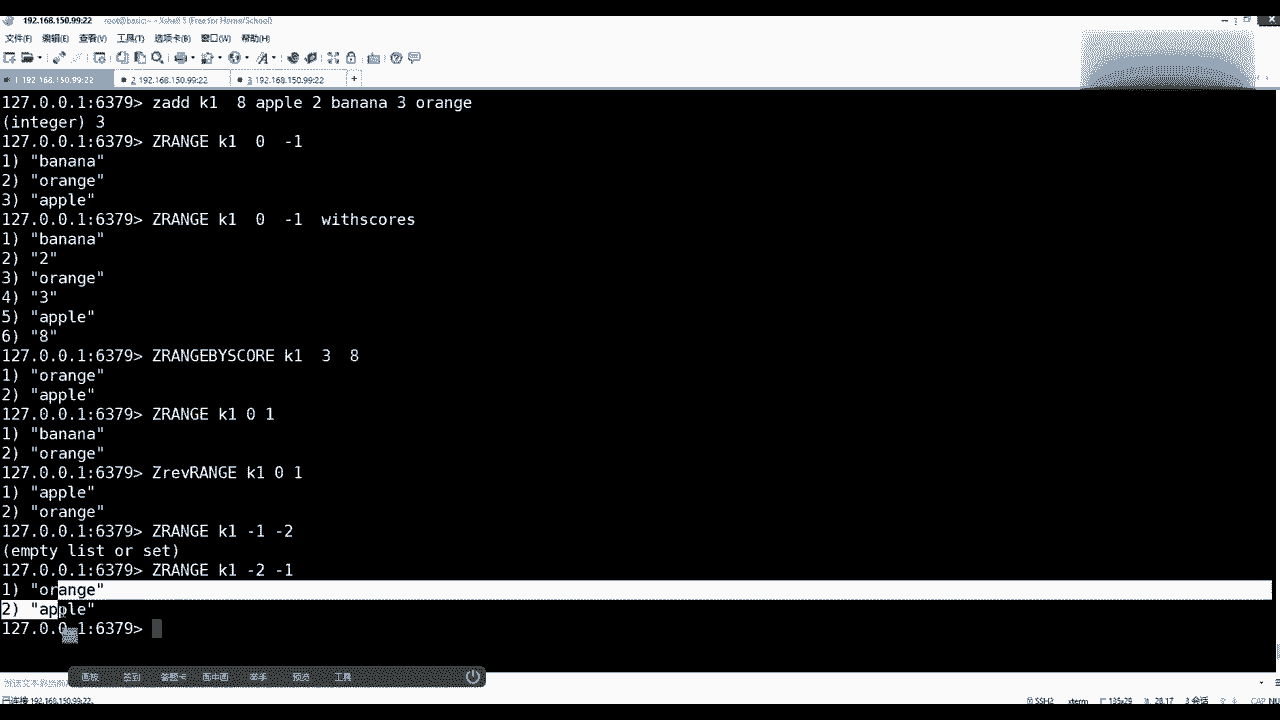 192.168.150.99:22 root@basic:~ - Xshell 5 (Free for Home/School)
文件(F) 编辑(E) 查看(V) 工具(T) 选项卡(B) 窗口(W) 帮助(H)
1 192.168.150.99:22 2 192.168.150.99:22 3 192.168.150.99:22 +
127.0.0.1:6379> zadd k1  8 apple 2 banana 3 orange
(integer) 3
127.0.0.1:6379> ZRANGE k1  0  -1
1) "banana"
2) "orange"
3) "apple"
127.0.0.1:6379> ZRANGE k1  0  -1  withscores
1) "banana"
2) "2"
3) "orange"
4) "3"
5) "apple"
6) "8"
127.0.0.1:6379> ZRANGEBYSCORE k1  3  8
1) "orange"
2) "apple"
127.0.0.1:6379> ZRANGE k1 0 1
1) "banana"
2) "orange"
127.0.0.1:6379> ZrevRANGE k1 0 1
1) "apple"
2) "orange"
127.0.0.1:6379> ZRANGE k1 -1 -2
(empty list or set)
127.0.0.1:6379> ZRANGE k1 -2 -1
1) "orange"
2) "apple"
127.0.0.1:6379>
画板 签到 答题卡 画中画 举手 预览 工具
已连接 192.168.150.99:22。 SSH2 xterm 135x29 28,17 3 会话 CAP NU